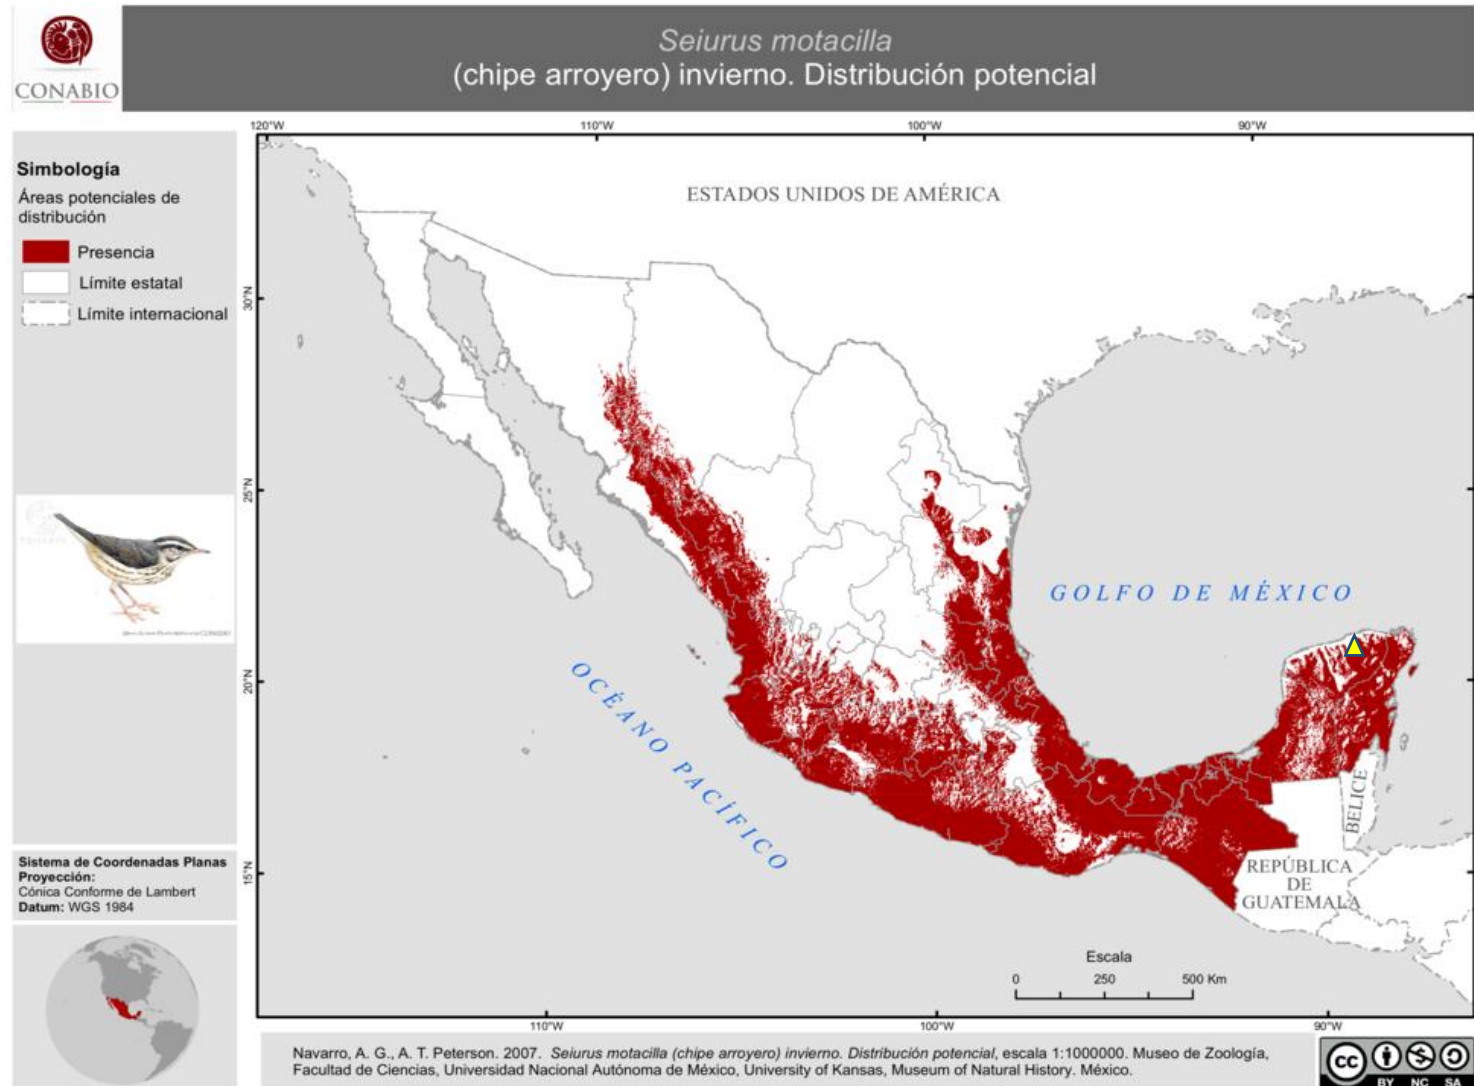 CONABIO
Seiurus motacilla
(chipe arroyero) invierno. Distribución potencial
Simbología
Áreas potenciales de
distribución
Presencia
Límite estatal
Límite internacional
120°W
110°W
100°W
90°W
30°N
25°N
20°N
15°N
ESTADOS UNIDOS DE AMÉRICA
GOLFO DE MÉXICO
OCÉANO PACÍFICO
BELICE
REPÚBLICA
DE
GUATEMALA
Escala
0 250 500 Km
110°W
100°W
90°W
Sistema de Coordenadas Planas
Proyección:
Cónica Conforme de Lambert
Datum: WGS 1984
Navarro, A. G., A. T. Peterson. 2007. Seiurus motacilla (chipe arroyero) invierno. Distribución potencial, escala 1:1000000. Museo de Zoología,
Facultad de Ciencias, Universidad Nacional Autónoma de México, University of Kansas, Museum of Natural History. México.
cc
BY NC SA